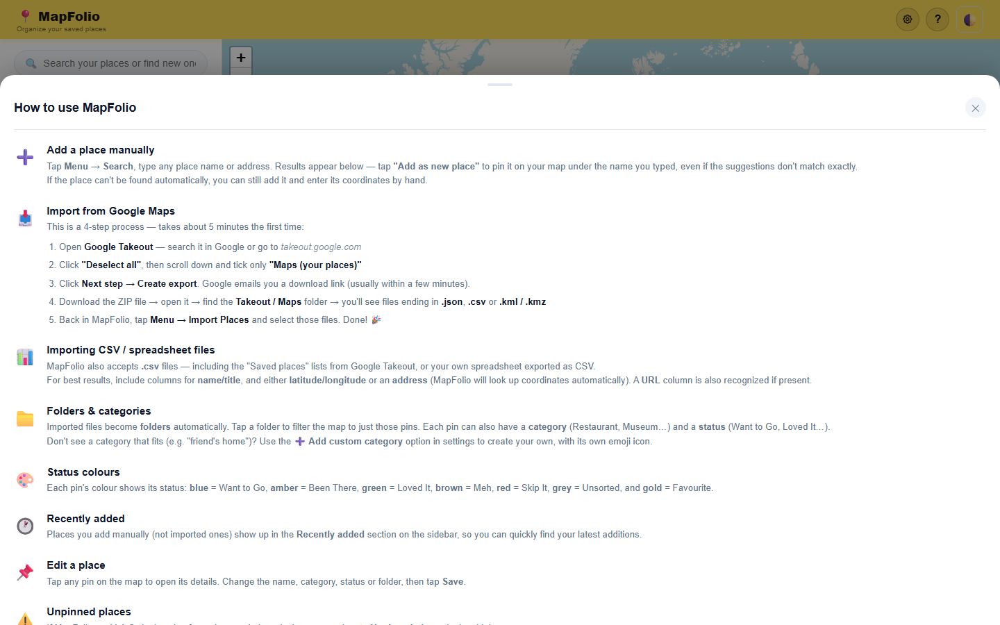 MapFolio
Organize your saved places
?
Search your places or find new on
+
How to use MapFolio
Add a place manually
Tap Menu → Search, type any place name or address. Results appear below — tap "Add as new place" to pin it on your map under the name you typed, even if the suggestions don't match exactly.
If the place can't be found automatically, you can still add it and enter its coordinates by hand.
Import from Google Maps
This is a 4-step process — takes about 5 minutes the first time:
1. Open Google Takeout — search it in Google or go to takeout.google.com
2. Click "Deselect all", then scroll down and tick only "Maps (your places)"
3. Click Next step → Create export. Google emails you a download link (usually within a few minutes).
4. Download the ZIP file → open it → find the Takeout / Maps folder → you'll see files ending in .json, .csv or .kml / .kmz
5. Back in MapFolio, tap Menu → Import Places and select those files. Done! 🎉
Importing CSV / spreadsheet files
MapFolio also accepts .csv files — including the "Saved places" lists from Google Takeout, or your own spreadsheet exported as CSV.
For best results, include columns for name/title, and either latitude/longitude or an address (MapFolio will look up coordinates automatically). A URL column is also recognized if present.
Folders & categories
Imported files become folders automatically. Tap a folder to filter the map to just those pins. Each pin can also have a category (Restaurant, Museum…) and a status (Want to Go, Loved It…).
Don't see a category that fits (e.g. "friend's home")? Use the ➕ Add custom category option in settings to create your own, with its own emoji icon.
Status colours
Each pin's colour shows its status: blue = Want to Go, amber = Been There, green = Loved It, brown = Meh, red = Skip It, grey = Unsorted, and gold = Favourite.
Recently added
Places you add manually (not imported ones) show up in the Recently added section on the sidebar, so you can quickly find your latest additions.
Edit a place
Tap any pin on the map to open its details. Change the name, category, status or folder, then tap Save.
Unpinned places